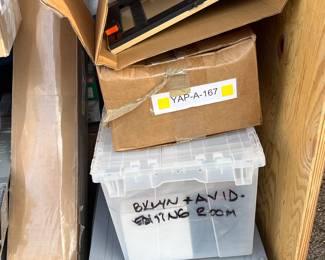 YAP-A-167
BKLYN + AVID.
EDITING ROOM